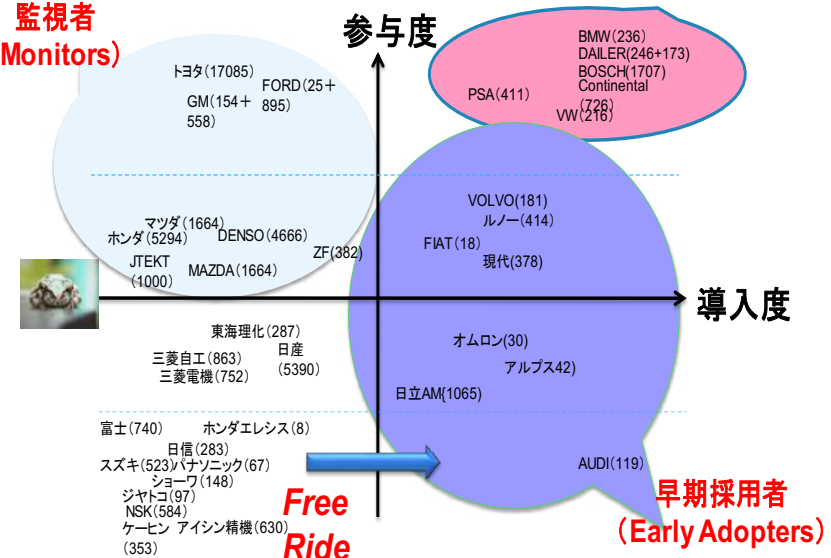 監視者
(Monitors)
参与度
トヨタ(17085)
FORD(25+
895)
GM(154+
558)
BMW(236)
DAILER(246+173)
BOSCH(1707)
Continental
(726)
PSA(411)
VW(216)
マツダ(1664)
ホンダ(5294)
DENSO(4666)
ZF(382)
JTEKT
(1000)
MAZDA(1664)
VOLVO(181)
ルノー(414)
FIAT(18)
現代(378)
導入度
東海理化(287)
日産
(5390)
三菱自工(863)
三菱電機(752)
オムロン(30)
アルプス42)
日立AM{1065)
富士(740)
ホンダエレシス(8)
日信(283)
スズキ(523)パナソニック(67)
ショーワ(148)
ジヤトコ(97)
NSK(584)
ケーヒン アイシン精機(630)
(353)
Free
Ride
AUDI(119)
早期採用者
(Early Adopters)